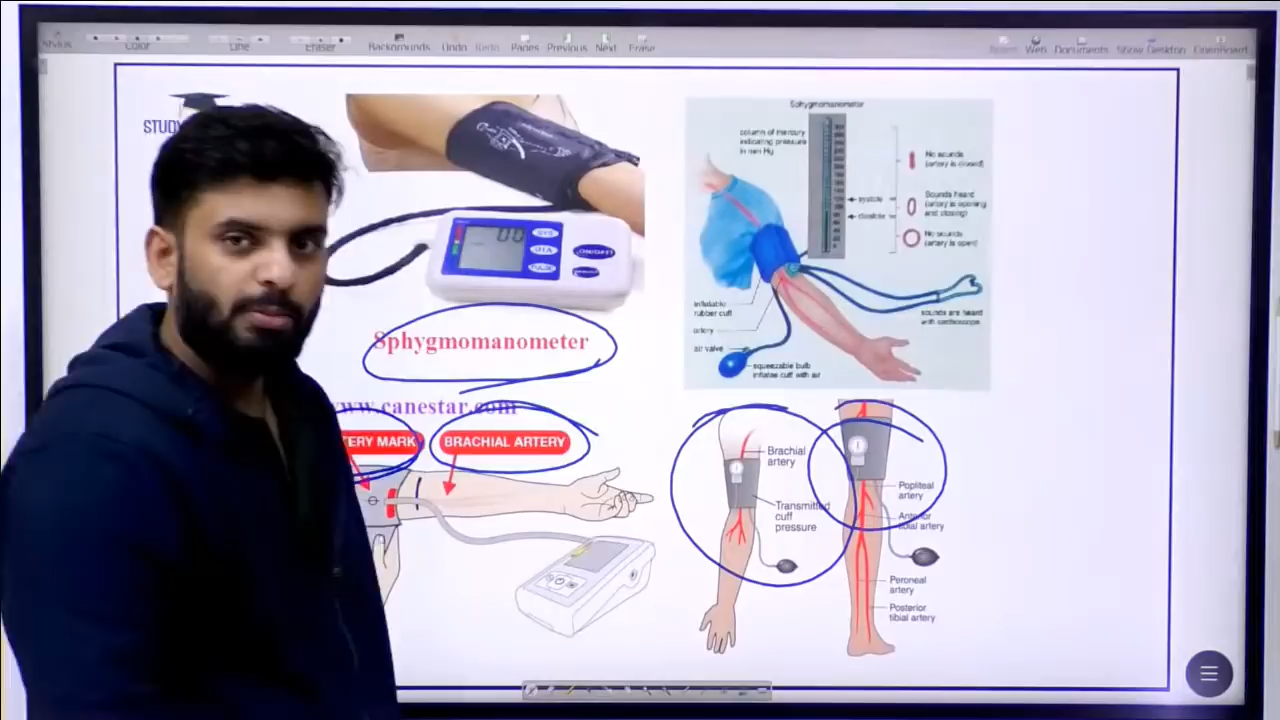 Stylus
Color
Line
Eraser
Backgrounds
Undo
Redo
Pages
Previous
Next
Erase
Board
Web
Documents
Show Desktop
OpenBoard
STUDY
SYS
DIA
PULSE
ON/OFF
Sphygmomanometer
www.canestar.com
TERY MARK
BRACHIAL ARTERY
Sphygmomanometer
column of mercury
indicating pressure
in mm Hg
No sounds
(artery is closed)
systolic
diastolic
Sounds heard
(artery is opening
and closing)
No sounds
(artery is open)
inflatable
rubber cuff
artery
air valve
squeezable bulb
inflates cuff with air
sounds are heard
with stethoscope
Brachial
artery
Transmitted
cuff
pressure
Popliteal
artery
Anterior
tibial artery
Peroneal
artery
Posterior
tibial artery